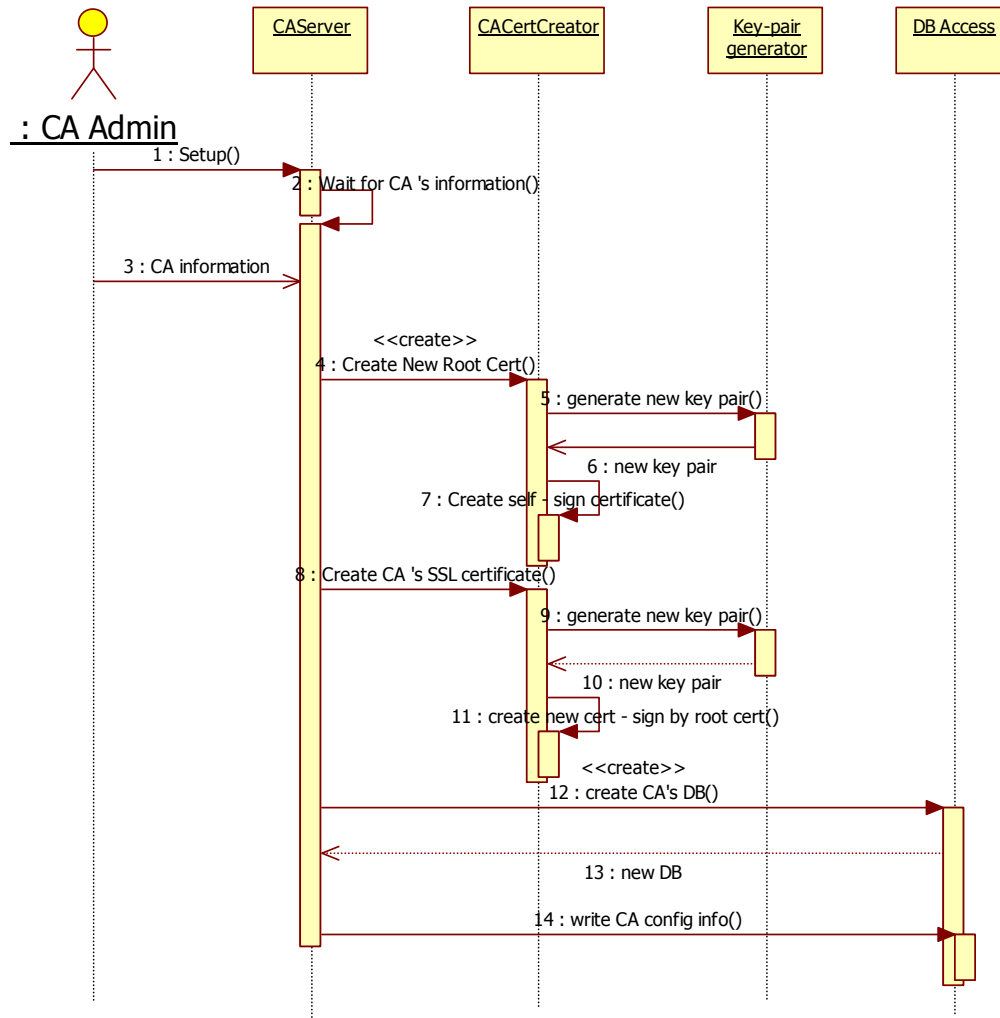 CAServer
CACertCreator
Key-pair
generator
DB Access
: CA Admin
1 : Setup()
2 : Wait for CA 's information()
3 : CA information
<<create>>
4 : Create New Root Cert()
5 : generate new key pair()
6 : new key pair
7 : Create self - sign certificate()
8 : Create CA 's SSL certificate()
9 : generate new key pair()
10 : new key pair
11 : create new cert - sign by root cert()
<<create>>
12 : create CA's DB()
13 : new DB
14 : write CA config info()